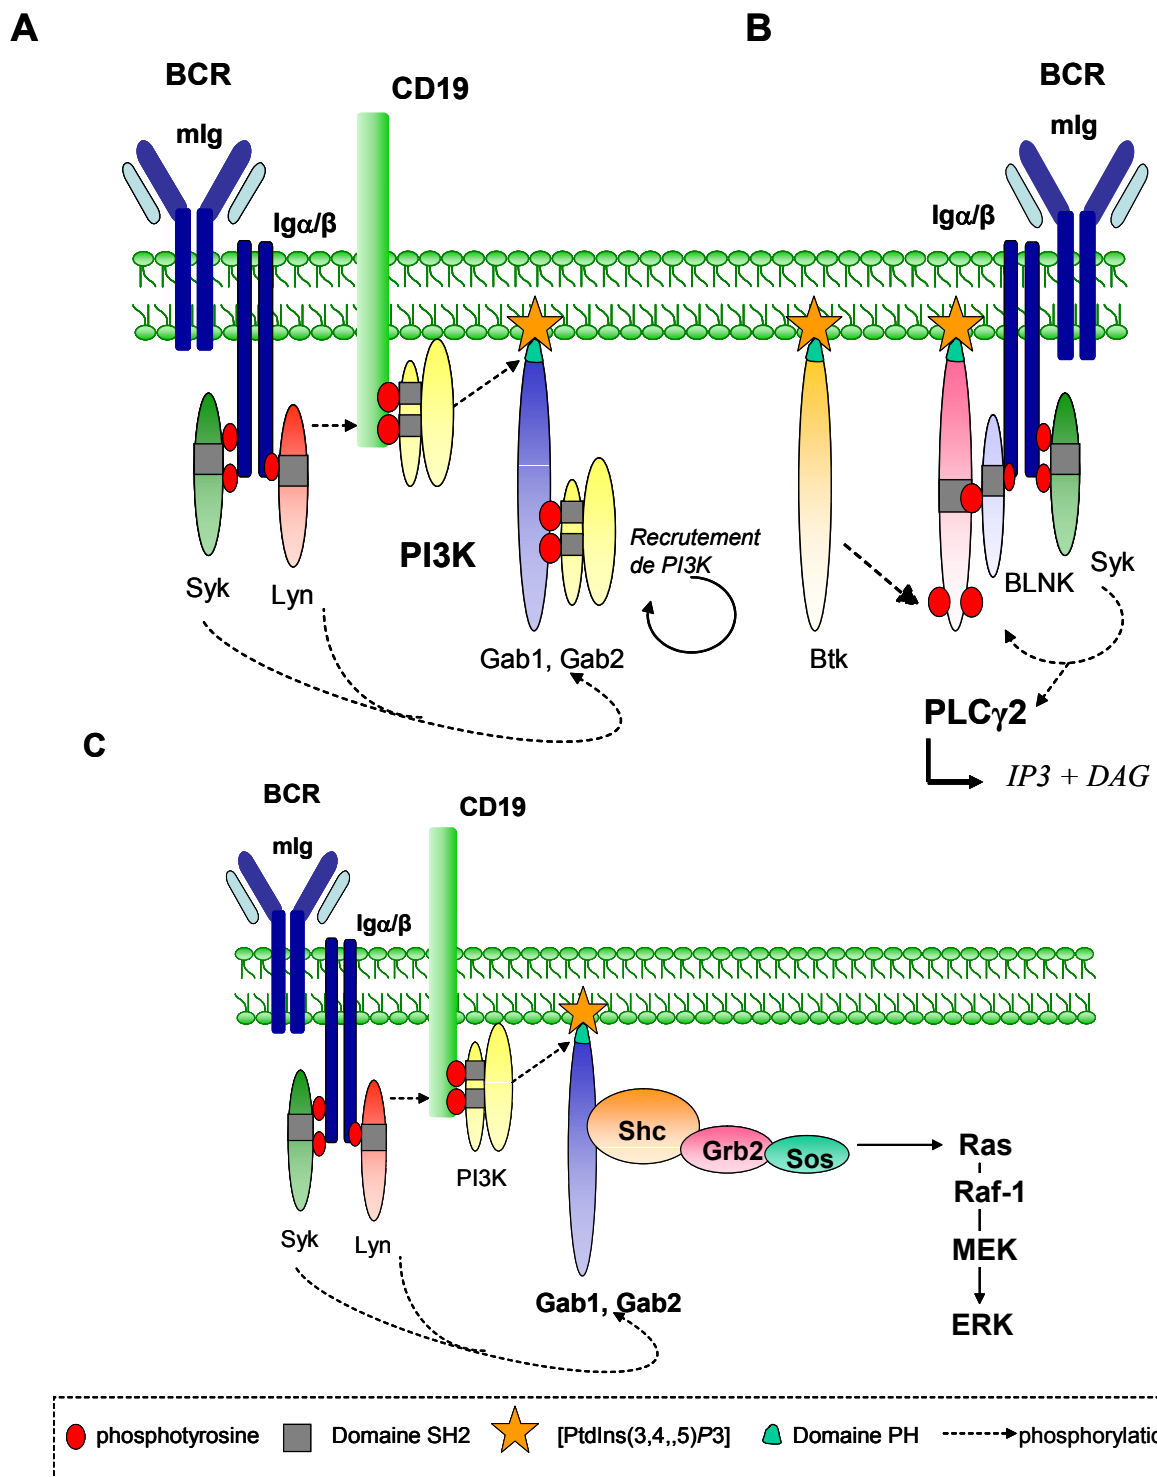 A
BCR
mIg
CD19
Igα/β
PI3K
Syk
Lyn
Recrutement
de PI3K
Gab1, Gab2
B
BCR
mIg
Igα/β
BLNK
Syk
Btk
PLCγ2
IP3 + DAG
C
BCR
mIg
CD19
Igα/β
PI3K
Syk
Lyn
Shc
Grb2
Sos
Gab1, Gab2
Ras
Raf-1
MEK
ERK
phosphotyrosine
Domaine SH2
[PtdIns(3,4,,5)P3]
Domaine PH
phosphorylatio